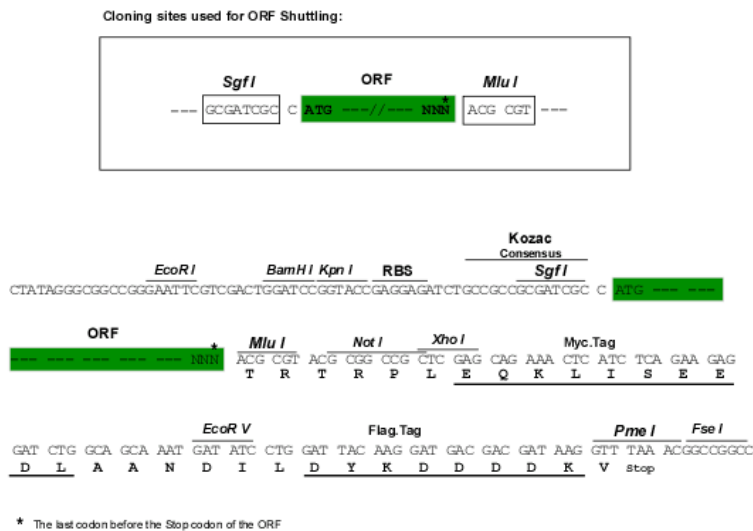 Cloning sites used for ORF Shuttling:
Sgf I ORF Mlu I
--- GCGATCGC C ATG ---//--- NNN* ACG CGT ---
Kozac
Consensus
EcoR I BamH I Kpn I RBS Sgf I
CTATAGGGCGGCCGGGAATTCGTCGACTGGATCCGGTACCGAGGAGATCTGCCGCCGCGATCGC C ATG --- ---
ORF Mlu I Not I Xho I Myc.Tag
--- --- --- --- --- NNN* ACG CGT ACG CGG CCG CTC GAG CAG AAA CTC ATC TCA GAA GAG
T R T R P L E Q K L I S E E
EcoR V Flag.Tag Pme I Fse I
GAT CTG GCA GCA AAT GAT ATC CTG GAT TAC AAG GAT GAC GAC GAT AAG GTT TAA ACGGCCGGCC
D L A A N D I L D Y K D D D D K V Stop
* The last codon before the Stop codon of the ORF